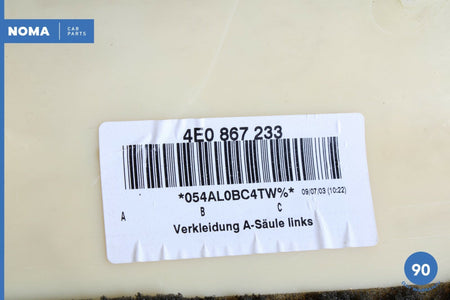 NOMA CAR PARTS
4E0 867 233
*054AL0BC4TW%* 09/07/03 (10:22)
A B C
Verkleidung A-Säule links
90